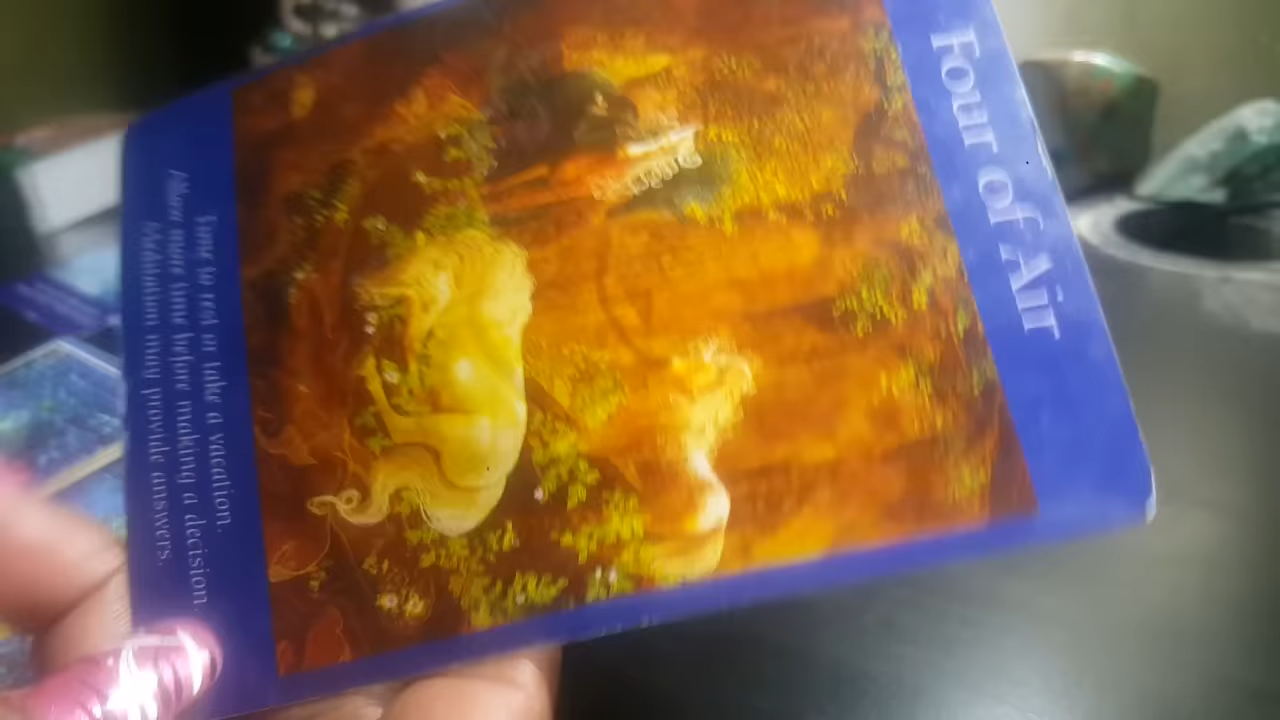 Four of Air
Time to rest or take a vacation.
Allow more time before making a decision.
Meditation may provide answers.